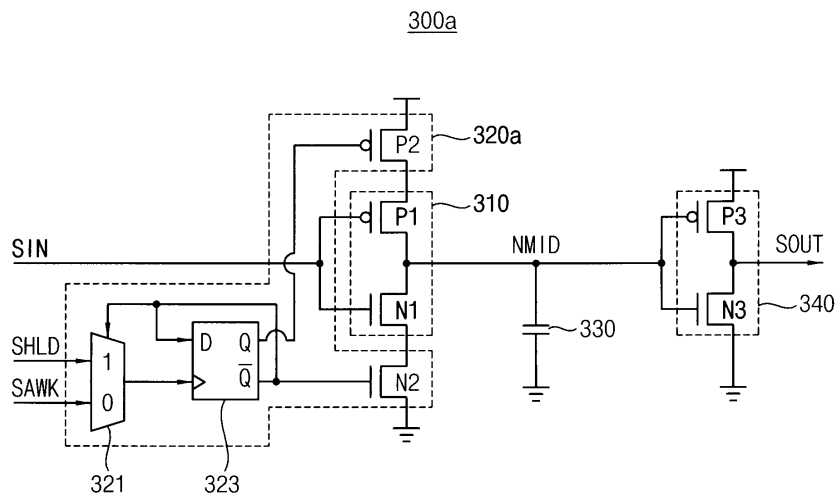 300a
P2
320a
P1
310
P3
SIN
NMID
SOUT
N1
N3
340
330
SHLD
1
D Q
SAWK
0
Q̅
N2
321
323